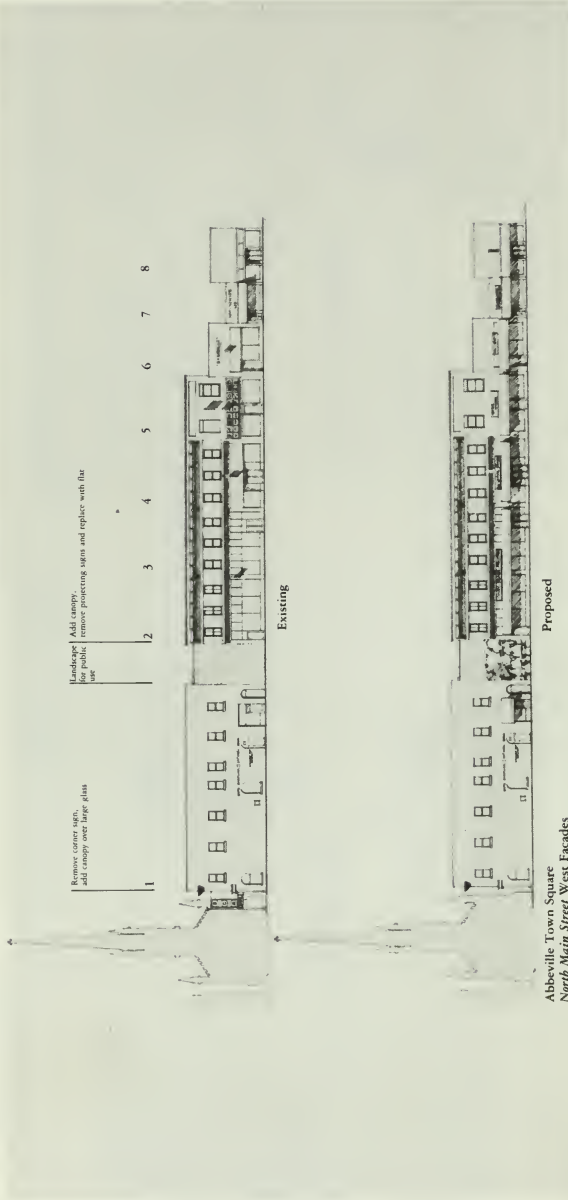 Remove corner sign,
add canopy over large glass
Landscape
for public
use
Add canopy,
remove projecting signs and replace with flat
1 2 3 4 5 6 7 8
Existing
Proposed
Abbeville Town Square
North Main Street West Facades